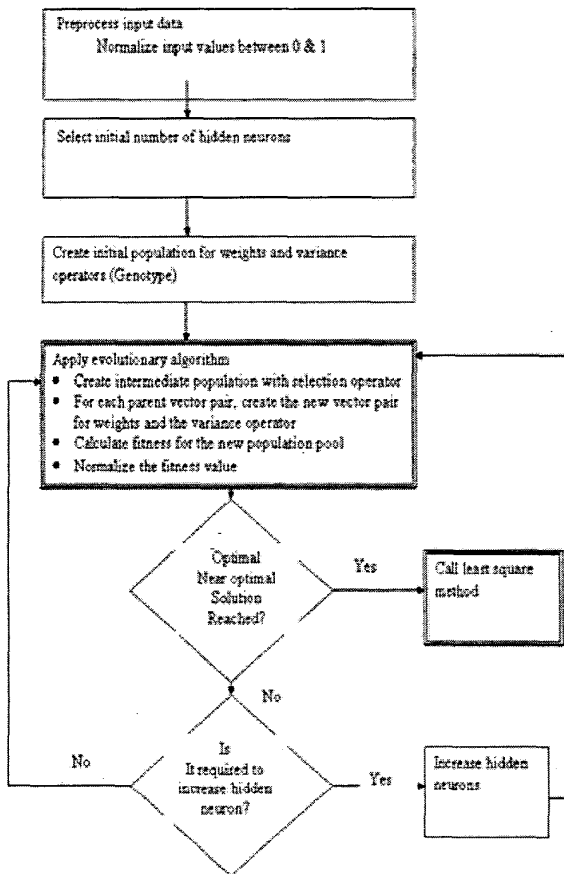 Preprocess input data
Normalize input values between 0 & 1
Select initial number of hidden neurons
Create initial population for weights and variance
operators (Genotype)
Apply evolutionary algorithm
• Create intermediate population with selection operator
• For each parent vector pair, create the new vector pair
for weights and the variance operator
• Calculate fitness for the new population pool
• Normalize the fitness value
Optimal
Near optimal
Solution
Reached?
Yes
Call least square
method
No
Is
It required to
increase hidden
neuron?
No
Yes
Increase hidden
neurons